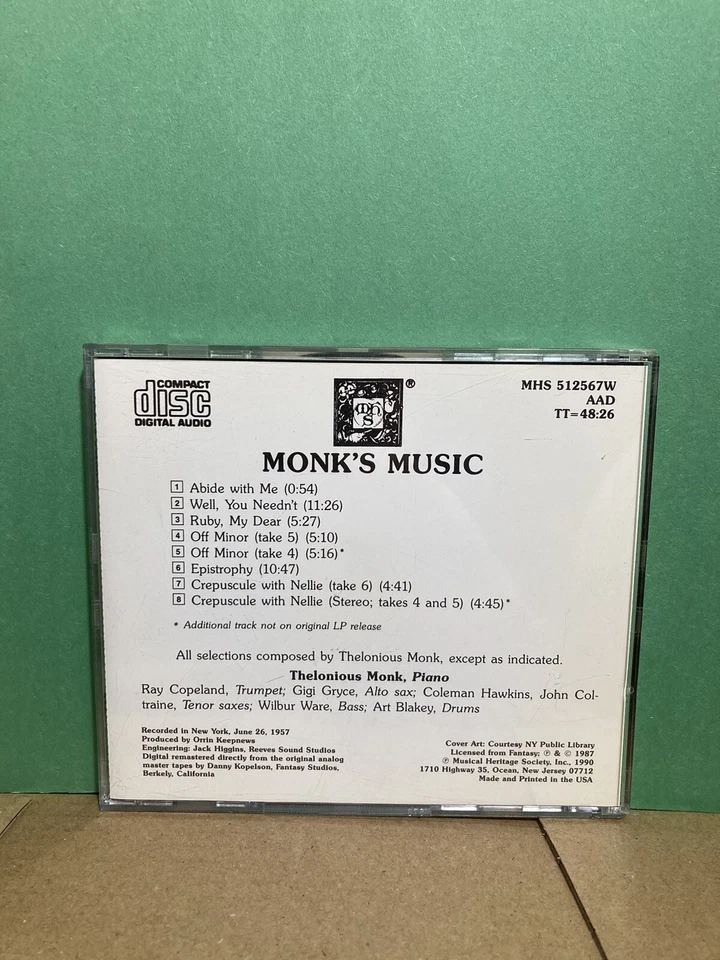 COMPACT
disc
DIGITAL AUDIO
®
MHS
MHS 512567W
AAD
TT=48:26
MONK'S MUSIC
1 Abide with Me (0:54)
2 Well, You Needn't (11:26)
3 Ruby, My Dear (5:27)
4 Off Minor (take 5) (5:10)
5 Off Minor (take 4) (5:16)*
6 Epistrophy (10:47)
7 Crepuscule with Nellie (take 6) (4:41)
8 Crepuscule with Nellie (Stereo; takes 4 and 5) (4:45)*
* Additional track not on original LP release
All selections composed by Thelonious Monk, except as indicated.
Thelonious Monk, Piano
Ray Copeland, Trumpet; Gigi Gryce, Alto sax; Coleman Hawkins, John Col-
traine, Tenor saxes; Wilbur Ware, Bass; Art Blakey, Drums
Recorded in New York, June 26, 1957
Produced by Orrin Keepnews
Engineering: Jack Higgins, Reeves Sound Studios
Digital remastered directly from the original analog
master tapes by Danny Kopelson, Fantasy Studios,
Berkely, California
Cover Art: Courtesy NY Public Library
Licensed from Fantasy; ℗ & © 1987
℗ Musical Heritage Society, Inc., 1990
1710 Highway 35, Ocean, New Jersey 07712
Made and Printed in the USA